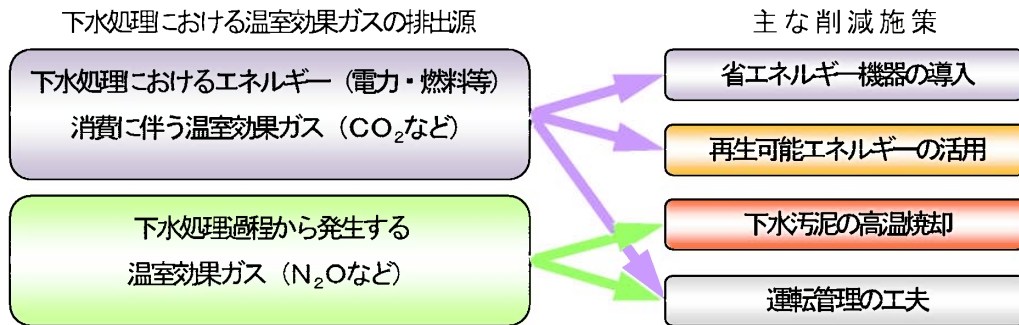 下水処理における温室効果ガスの排出源
主な削減施策
下水処理におけるエネルギー（電力・燃料等）
消費に伴う温室効果ガス（CO₂など）
省エネルギー機器の導入
再生可能エネルギーの活用
下水処理過程から発生する
温室効果ガス（N₂Oなど）
下水汚泥の高温焼却
運転管理の工夫